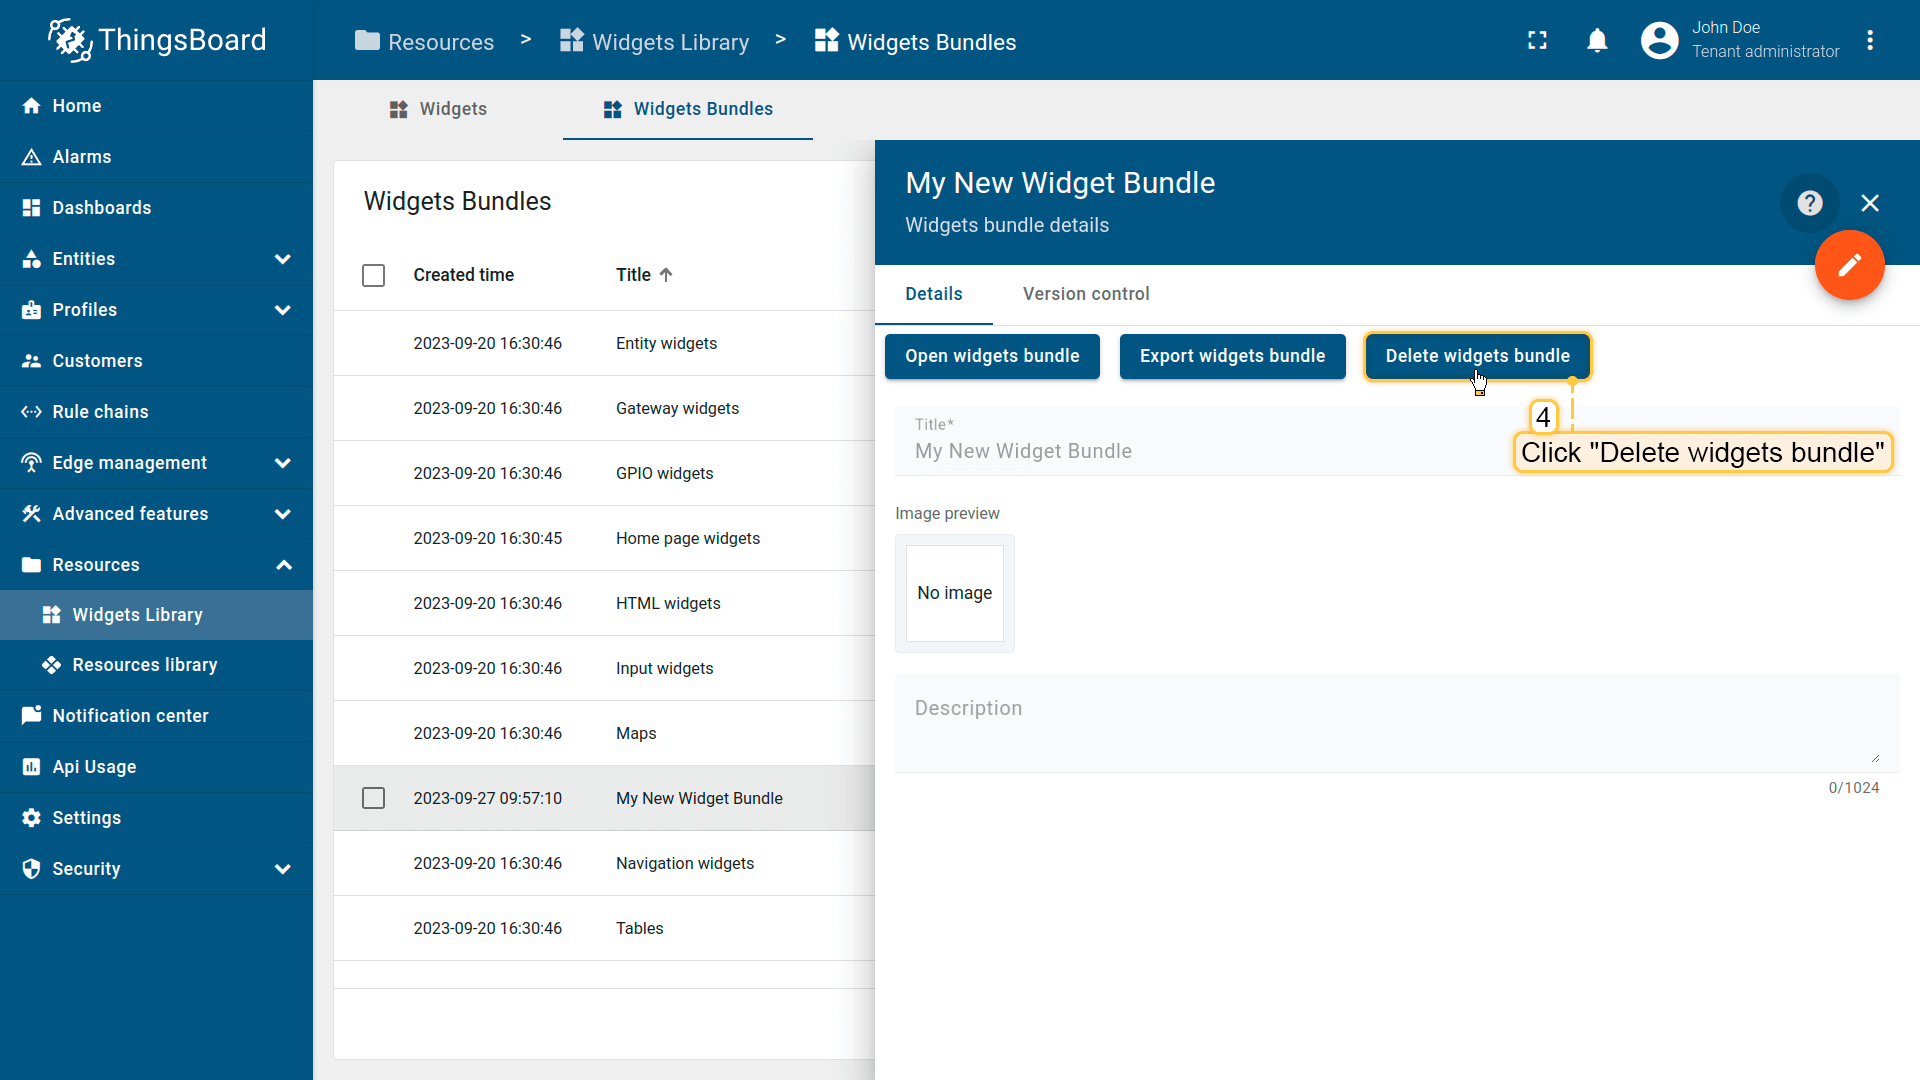 ThingsBoard
Resources > Widgets Library > Widgets Bundles
John Doe
Tenant administrator
Home
Alarms
Dashboards
Entities
Profiles
Customers
Rule chains
Edge management
Advanced features
Resources
Widgets Library
Resources library
Notification center
Api Usage
Settings
Security
Widgets
Widgets Bundles
Widgets Bundles
Created time Title
2023-09-20 16:30:46 Entity widgets
2023-09-20 16:30:46 Gateway widgets
2023-09-20 16:30:46 GPIO widgets
2023-09-20 16:30:45 Home page widgets
2023-09-20 16:30:46 HTML widgets
2023-09-20 16:30:46 Input widgets
2023-09-20 16:30:46 Maps
2023-09-27 09:57:10 My New Widget Bundle
2023-09-20 16:30:46 Navigation widgets
2023-09-20 16:30:46 Tables
My New Widget Bundle
Widgets bundle details
?
Details Version control
Open widgets bundle Export widgets bundle Delete widgets bundle
4
Click "Delete widgets bundle"
Title*
My New Widget Bundle
Image preview
No image
Description
0/1024